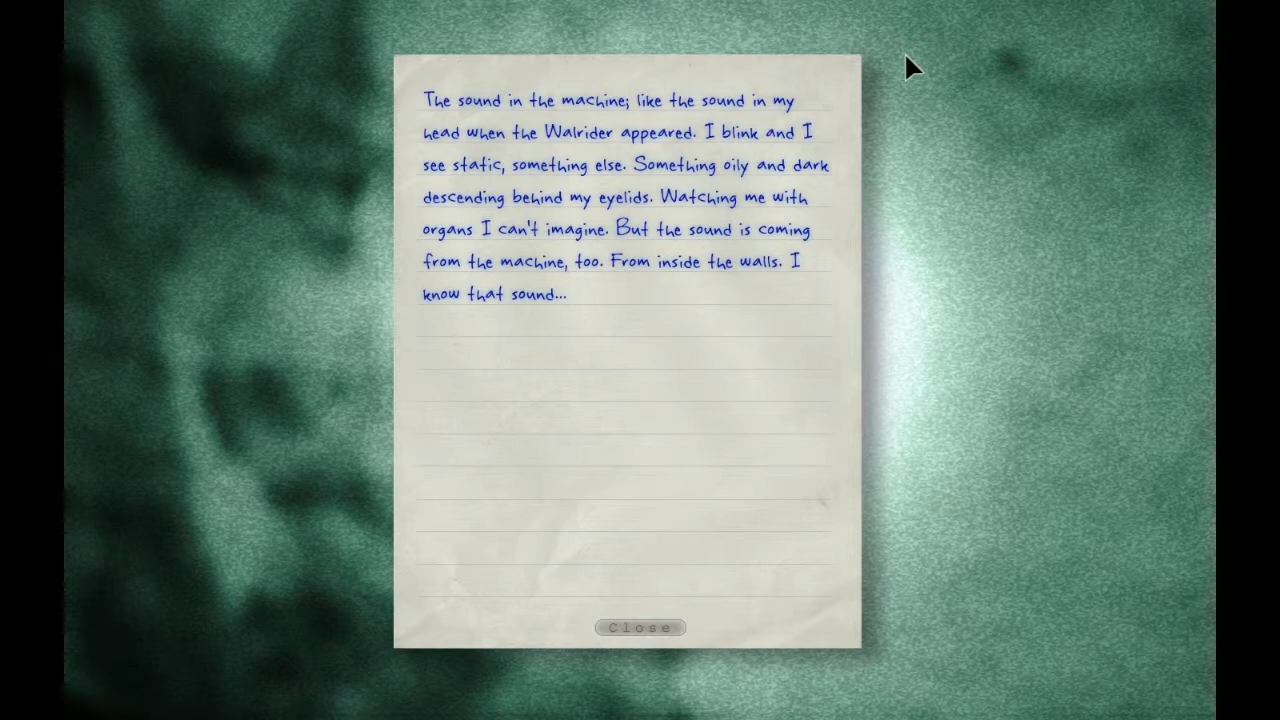 The sound in the machine; like the sound in my
head when the Walrider appeared. I blink and I
see static, something else. Something oily and dark
descending behind my eyelids. Watching me with
organs I can't imagine. But the sound is coming
from the machine, too. From inside the walls. I
know that sound...
Close